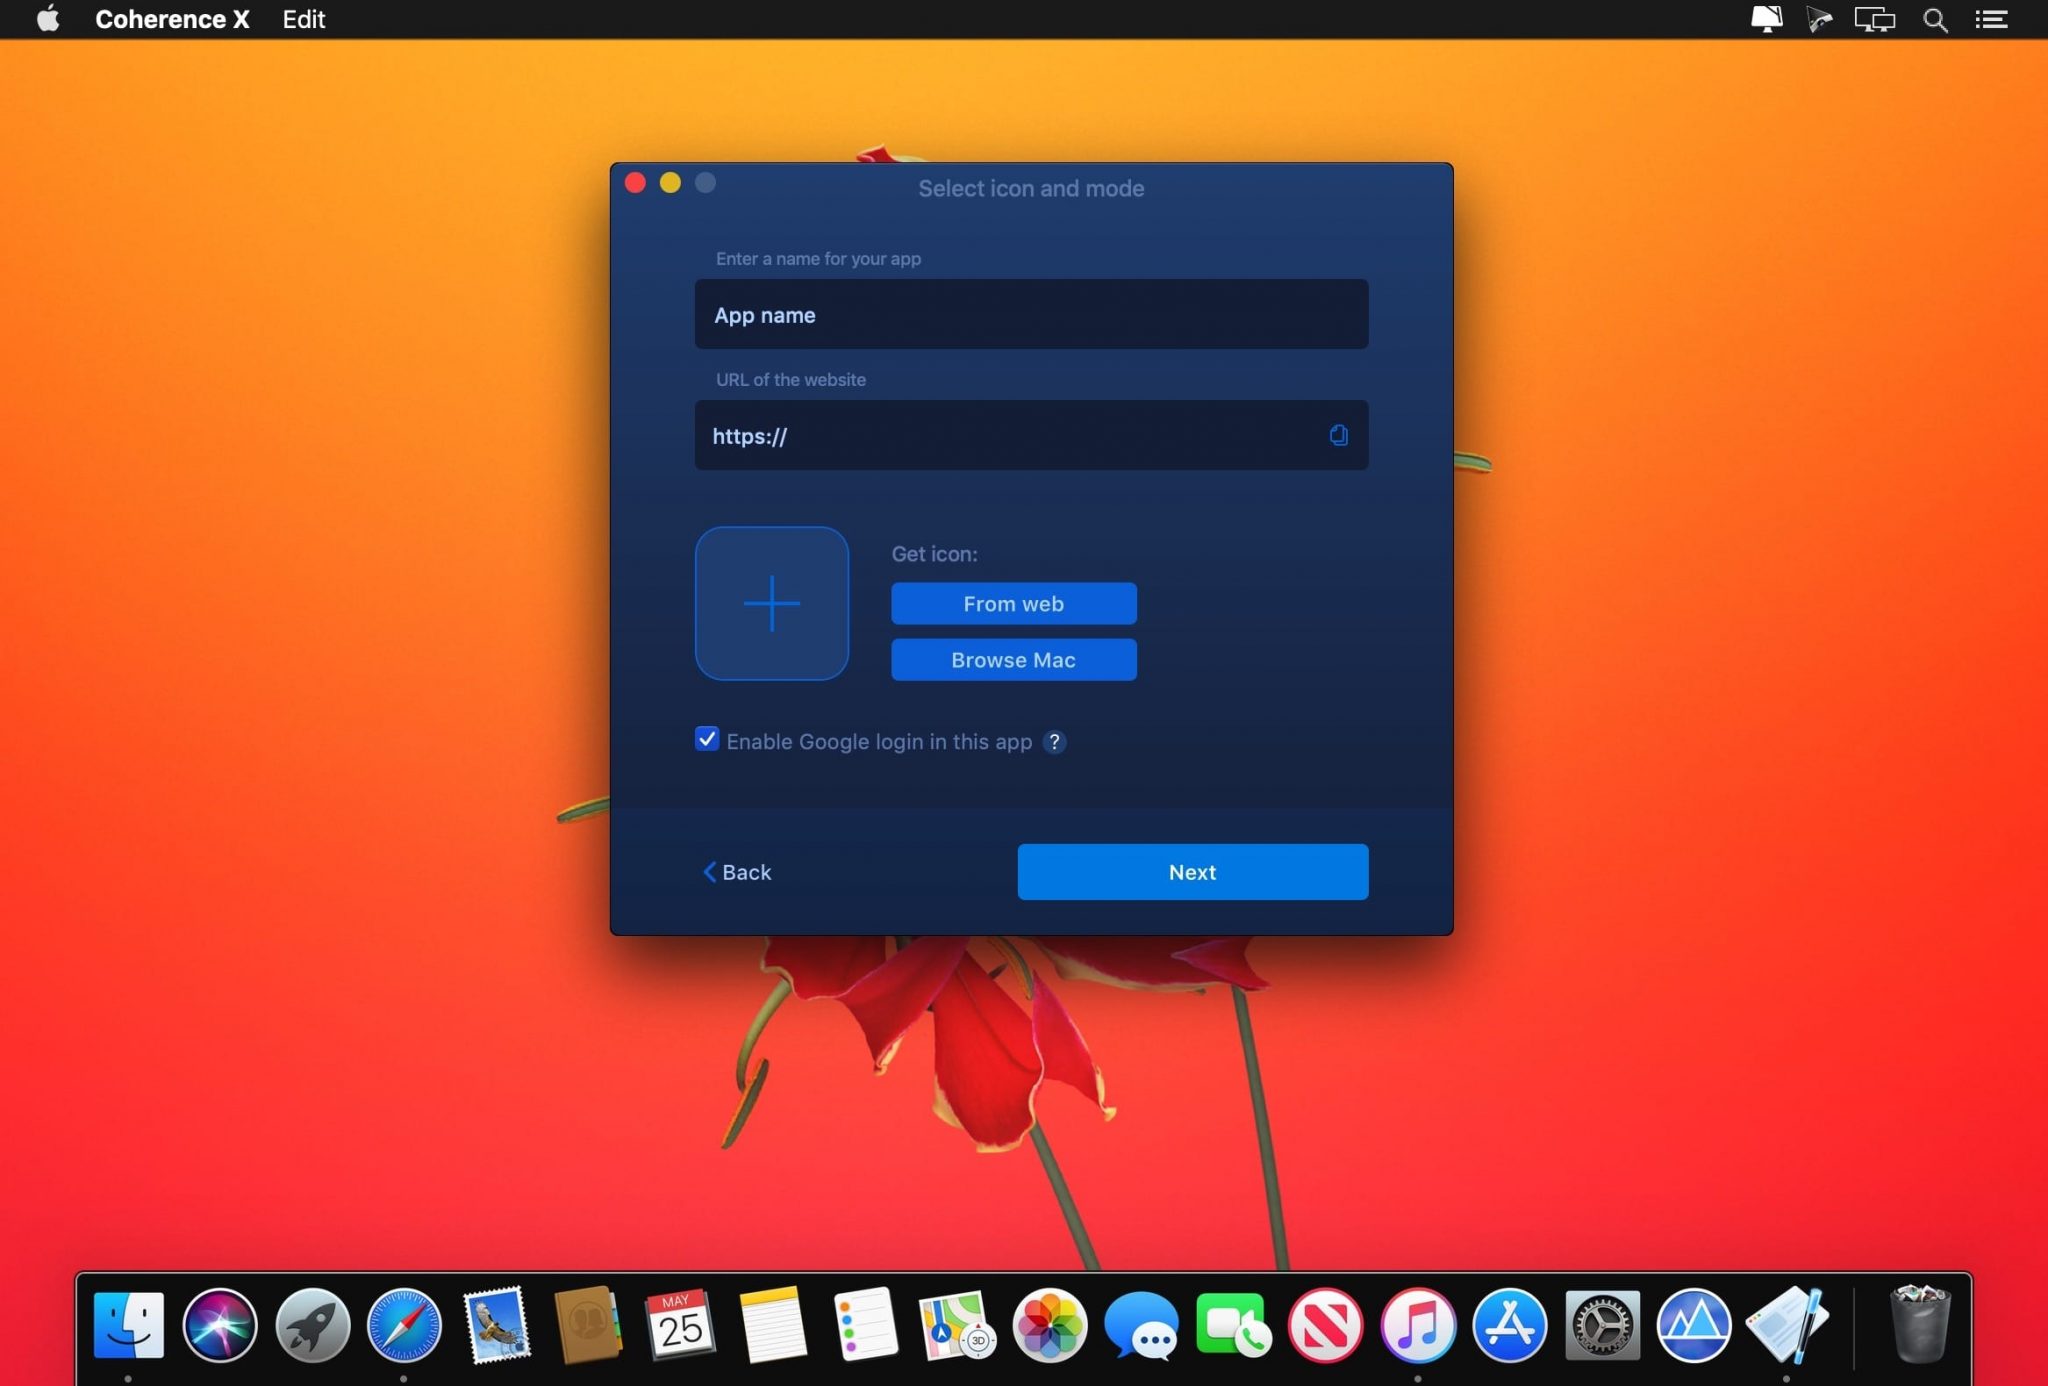 Coherence X Edit
Select icon and mode
Enter a name for your app
App name
URL of the website
https://
Get icon:
From web
Browse Mac
Enable Google login in this app ?
Back
Next
MAY
25
3D